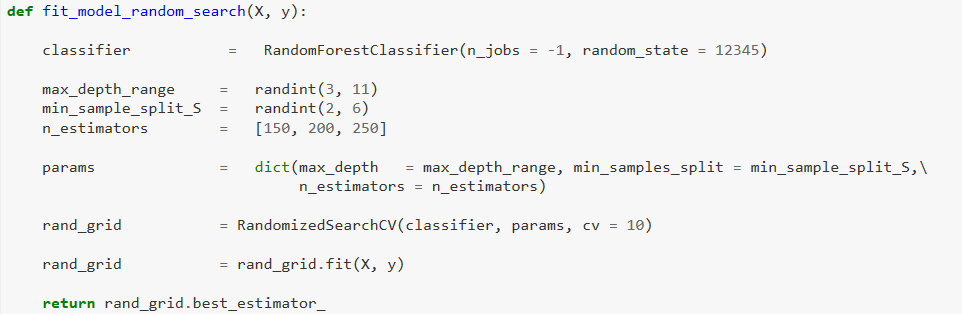 def fit_model_random_search(X, y):
classifier = RandomForestClassifier(n_jobs = -1, random_state = 12345)
max_depth_range = randint(3, 11)
min_sample_split_S = randint(2, 6)
n_estimators = [150, 200, 250]
params = dict(max_depth = max_depth_range, min_samples_split = min_sample_split_S,\
n_estimators = n_estimators)
rand_grid = RandomizedSearchCV(classifier, params, cv = 10)
rand_grid = rand_grid.fit(X, y)
return rand_grid.best_estimator_